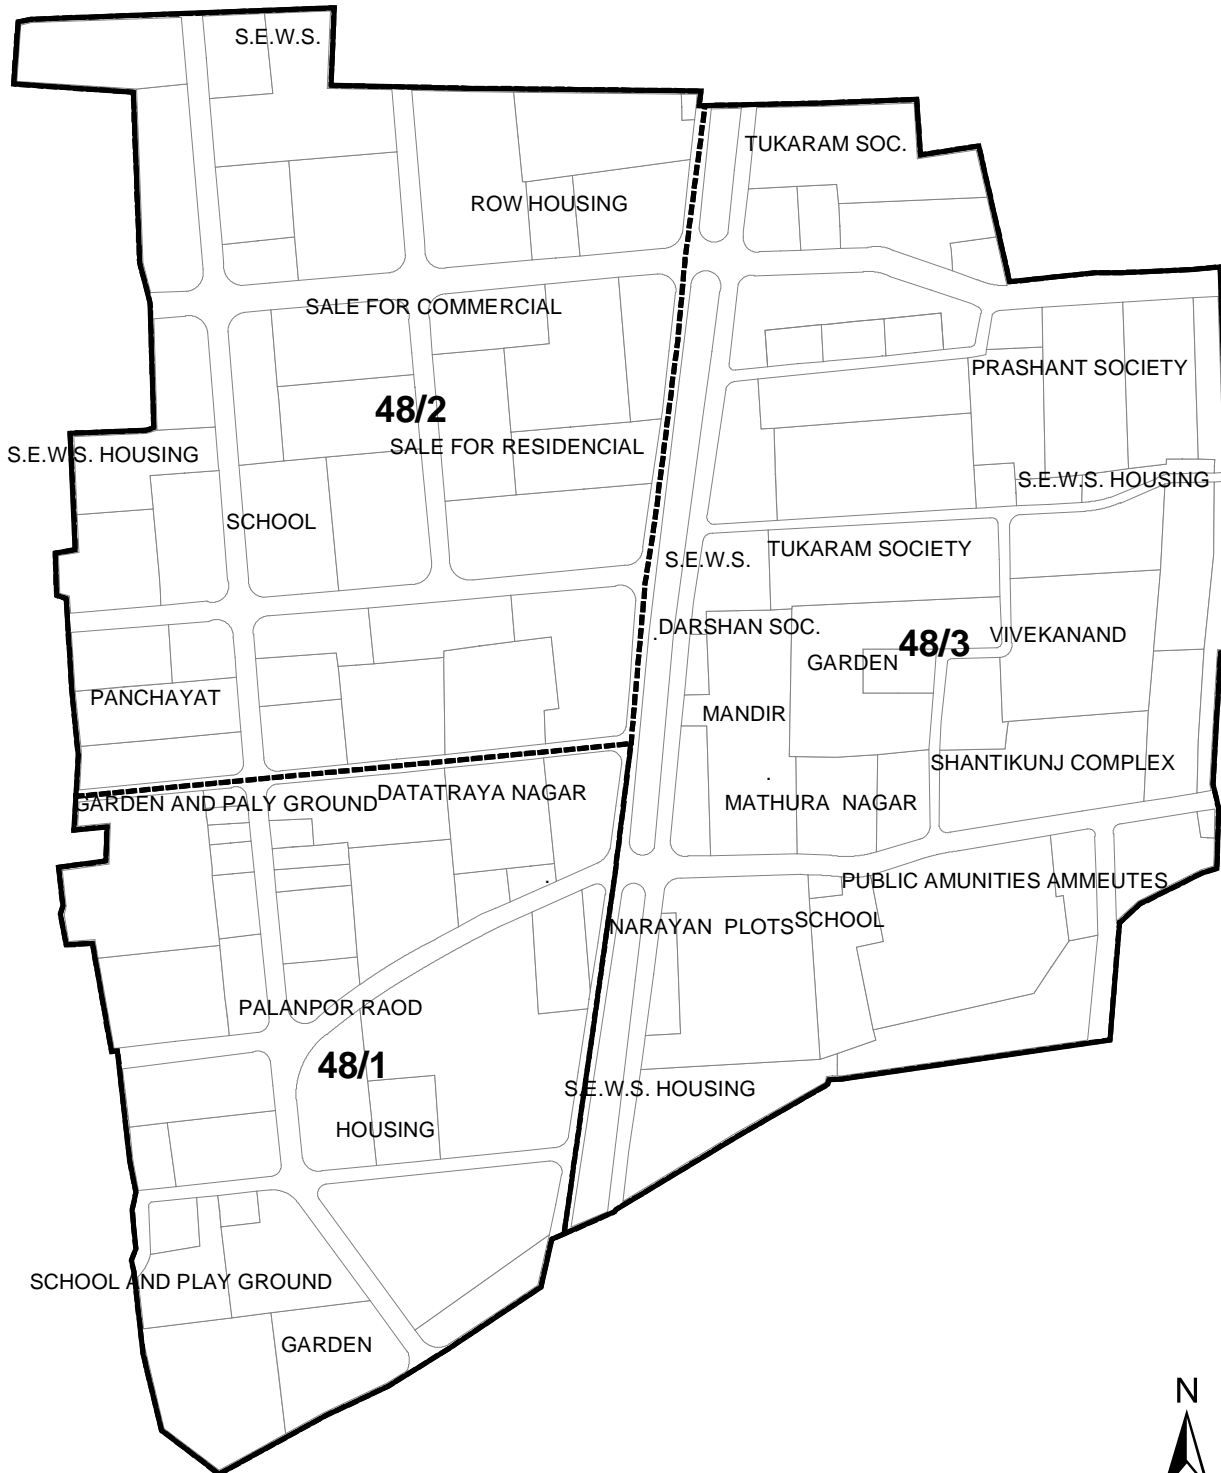 S.E.W.S.
TUKARAM SOC.
ROW HOUSING
SALE FOR COMMERCIAL
PRASHANT SOCIETY
48/2
SALE FOR RESIDENCIAL
S.E.W.S. HOUSING
S.E.W.S. HOUSING
SCHOOL
TUKARAM SOCIETY
S.E.W.S.
DARSHAN SOC.
48/3
VIVEKANAND
GARDEN
PANCHAYAT
MANDIR
SHANTIKUNJ COMPLEX
DATATRAYA NAGAR
GARDEN AND PALY GROUND
MATHURA NAGAR
PUBLIC AMUNITIES AMMEUTES
NARAYAN PLOTS
SCHOOL
PALANPOR RAOD
48/1
S.E.W.S. HOUSING
HOUSING
SCHOOL AND PLAY GROUND
GARDEN
N